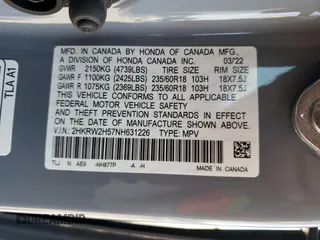 TLA A1
MFD. IN CANADA BY HONDA OF CANADA MFG.,
A DIVISION OF HONDA CANADA INC. 03/22
GVWR 2150KG (4739LBS) TIRE SIZE RIM SIZE
GAWR F 1100KG (2425LBS) 235/60R18 103H 18X7.5J
GAWR R 1075KG (2369LBS) 235/60R18 103H 18X7.5J
THIS VEHICLE CONFORMS TO ALL APPLICABLE
FEDERAL MOTOR VEHICLE
SAFETY STANDARDS IN EFFECT ON THE DATE OF
MANUFACTURE SHOWN ABOVE.
V.I.N.: 2HKRW2H57NH631226 TYPE: MPV
TLJ N AE9 -NH877P -A -H
MADE IN
CANADA